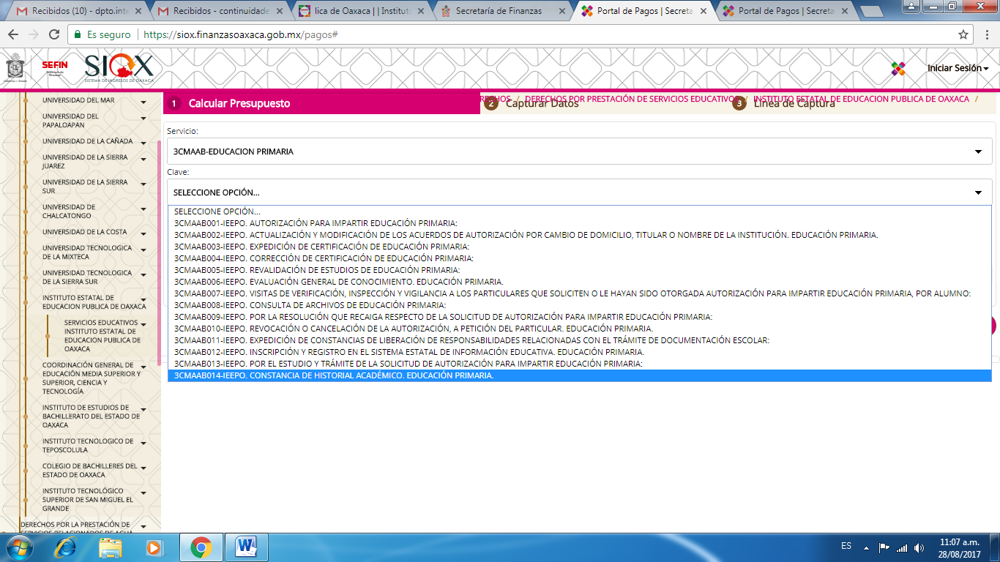 Recibidos (10) - dpto.inte
Recibidos - continuidade
lica de Oaxaca | | Institut
Secretaría de Finanzas
Portal de Pagos | Secreta
Portal de Pagos | Secreta
Es seguro
https://siox.finanzasoaxaca.gob.mx/pagos#
SEFIN
SIOX
SISTEMA DE INGRESOS DE OAXACA
Iniciar Sesión
UNIVERSIDAD DEL MAR
UNIVERSIDAD DEL
PAPALOAPAN
UNIVERSIDAD DE LA CAÑADA
UNIVERSIDAD DE LA SIERRA
JUAREZ
UNIVERSIDAD DE LA SIERRA
SUR
UNIVERSIDAD DE
CHALCATONGO
UNIVERSIDAD DE LA COSTA
UNIVERSIDAD TECNOLOGICA
DE LA MIXTECA
UNIVERSIDAD TECNOLOGICA
DE LA SIERRA SUR
INSTITUTO ESTATAL DE
EDUCACION PUBLICA DE OAXACA
SERVICIOS EDUCATIVOS
INSTITUTO ESTATAL DE
EDUCACION PUBLICA DE
OAXACA
COORDINACIÓN GENERAL DE
EDUCACIÓN MEDIA SUPERIOR Y
SUPERIOR, CIENCIA Y
TECNOLOGÍA
INSTITUTO DE ESTUDIOS DE
BACHILLERATO DEL ESTADO DE
OAXACA
INSTITUTO TECNOLOGICO DE
TEPOSCOLULA
COLEGIO DE BACHILLERES DEL
ESTADO DE OAXACA
INSTITUTO TECNOLÓGICO
SUPERIOR DE SAN MIGUEL EL
GRANDE
DERECHOS POR LA PRESTACIÓN DE
SERVICIOS RELACIONADOS DE AGUA
1 Calcular Presupuesto
RECHOS / DERECHOS POR PRESTACIÓN DE SERVICIOS EDUCATIVOS / INSTITUTO ESTATAL DE EDUCACION PUBLICA DE OAXACA /
2 Capturar Datos
3 Línea de Captura
Servicio:
3CMAAB-EDUCACION PRIMARIA
Clave:
SELECCIONE OPCIÓN...
SELECCIONE OPCIÓN...
3CMAAB001-IEEPO. AUTORIZACIÓN PARA IMPARTIR EDUCACIÓN PRIMARIA:
3CMAAB002-IEEPO. ACTUALIZACIÓN Y MODIFICACIÓN DE LOS ACUERDOS DE AUTORIZACIÓN POR CAMBIO DE DOMICILIO, TITULAR O NOMBRE DE LA INSTITUCIÓN. EDUCACIÓN PRIMARIA.
3CMAAB003-IEEPO. EXPEDICIÓN DE CERTIFICACIÓN DE EDUCACIÓN PRIMARIA:
3CMAAB004-IEEPO. CORRECCIÓN DE CERTIFICACIÓN DE EDUCACIÓN PRIMARIA:
3CMAAB005-IEEPO. REVALIDACIÓN DE ESTUDIOS DE EDUCACIÓN PRIMARIA:
3CMAAB006-IEEPO. EVALUACIÓN GENERAL DE CONOCIMIENTO. EDUCACIÓN PRIMARIA.
3CMAAB007-IEEPO. VISITAS DE VERIFICACIÓN, INSPECCIÓN Y VIGILANCIA A LOS PARTICULARES QUE SOLICITEN O LE HAYAN SIDO OTORGADA AUTORIZACIÓN PARA IMPARTIR EDUCACIÓN PRIMARIA, POR ALUMNO:
3CMAAB008-IEEPO. CONSULTA DE ARCHIVOS DE EDUCACIÓN PRIMARIA:
3CMAAB009-IEEPO. POR LA RESOLUCIÓN QUE RECAIGA RESPECTO DE LA SOLICITUD DE AUTORIZACIÓN PARA IMPARTIR EDUCACIÓN PRIMARIA:
3CMAAB010-IEEPO. REVOCACIÓN O CANCELACIÓN DE LA AUTORIZACIÓN, A PETICIÓN DEL PARTICULAR. EDUCACIÓN PRIMARIA.
3CMAAB011-IEEPO. EXPEDICIÓN DE CONSTANCIAS DE LIBERACIÓN DE RESPONSABILIDADES RELACIONADAS CON EL TRÁMITE DE DOCUMENTACIÓN ESCOLAR:
3CMAAB012-IEEPO. INSCRIPCIÓN Y REGISTRO EN EL SISTEMA ESTATAL DE INFORMACIÓN EDUCATIVA. EDUCACIÓN PRIMARIA.
3CMAAB013-IEEPO. POR EL ESTUDIO Y TRÁMITE DE LA SOLICITUD DE AUTORIZACIÓN PARA IMPARTIR EDUCACIÓN PRIMARIA:
3CMAAB014-IEEPO. CONSTANCIA DE HISTORIAL ACADÉMICO. EDUCACIÓN PRIMARIA.
ES
11:07 a.m.
28/08/2017